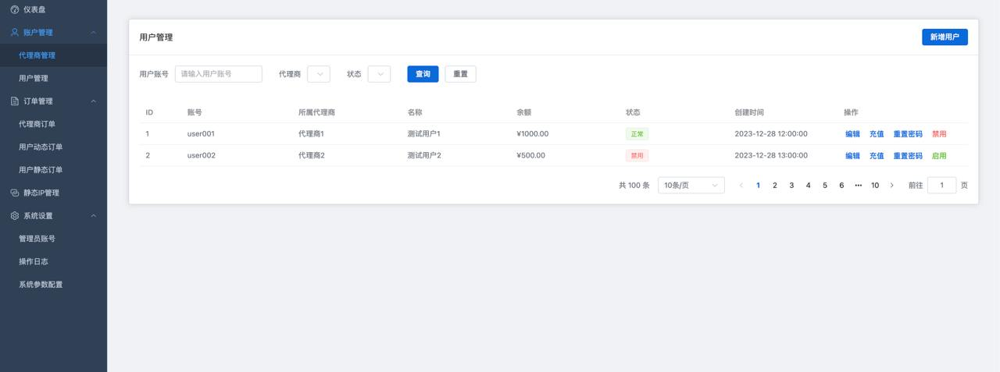 仪表盘
账户管理
代理商管理
用户管理
订单管理
代理商订单
用户动态订单
用户静态订单
静态IP管理
系统设置
管理员账号
操作日志
系统参数配置
用户管理 新增用户
用户账号 请输入用户账号 代理商 状态 查询 重置
ID 账号 所属代理商 名称 余额 状态 创建时间 操作
1 user001 代理商1 测试用户1 ¥1000.00 正常 2023-12-28 12:00:00 编辑 充值 重置密码 禁用
2 user002 代理商2 测试用户2 ¥500.00 禁用 2023-12-28 13:00:00 编辑 充值 重置密码 启用
共 100 条 10条/页 1 2 3 4 5 6 ··· 10 前往 1 页